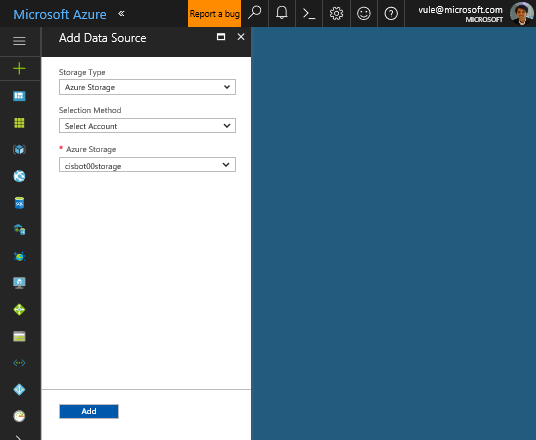 Microsoft Azure
Report a bug
vule@microsoft.com
MICROSOFT
Add Data Source
Storage Type
Azure Storage
Selection Method
Select Account
* Azure Storage
cisbot00storage
Add